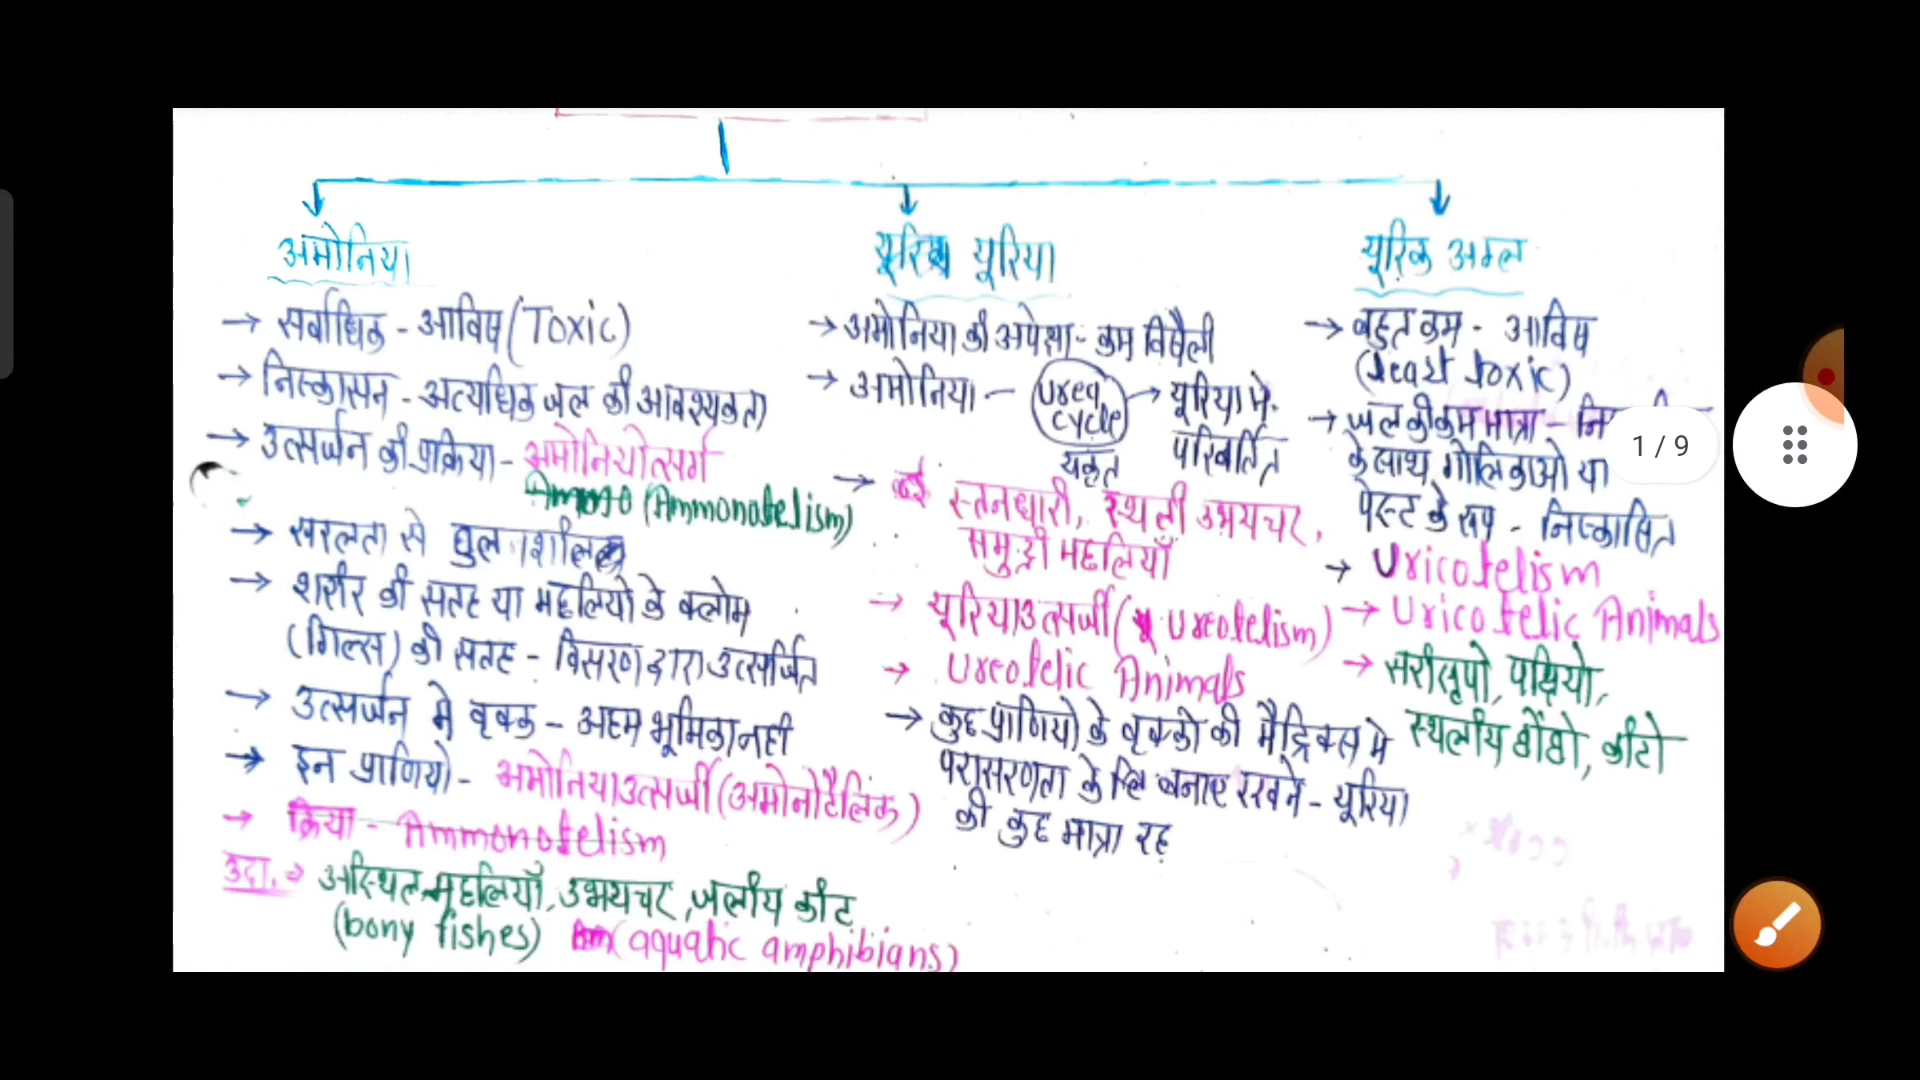 अमोनिया
→ सर्वाधिक - आविष (Toxic)
→ निष्कासन - अत्यधिक जल की आवश्यकता
→ उत्सर्जन की प्रक्रिया - अमोनियोत्सर्ग
(Ammonotelism)
→ सरलता से घुलनशील
→ शरीर की सतह या मछलियो के क्लोम
(गिल्स) की सतह - विसरण द्वारा उत्सर्जित
→ उत्सर्जन मे वृक्क - अहम भूमिका नही
→ इन प्राणियो - अमोनिया उत्सर्जी (अमोनोटैलिक)
→ क्रिया - Ammonotelism
उदा. → अस्थिल मछलियाँ, उभयचर, जलीय कीट
(bony fishes) (aquatic amphibians)
यूरिया
→ अमोनिया की अपेक्षा - कम विषैली
→ अमोनिया - Urea cycle → यूरिया मे
यकृत परिवर्तित
→ कई स्तनधारी, स्थली उभयचर,
समुद्री मछलियाँ
→ यूरिया उत्सर्जी (Ureotelism)
→ Ureotelic Animals
→ कुछ प्राणियो के वृक्को की मैट्रिक्स मे
परासरणता के बनाए रखने - यूरिया
की कुछ मात्रा रह
यूरिक अम्ल
→ बहुत कम - आविष
(least toxic)
→ जल की कम मात्रा -
के साथ गोलिकाओ या
पेस्ट के रूप - निष्कासित
→ Uricotelism
→ Uricotelic Animals
→ सरीसृपो, पक्षियो,
स्थलीय घोंघो, कीटो
1 / 9